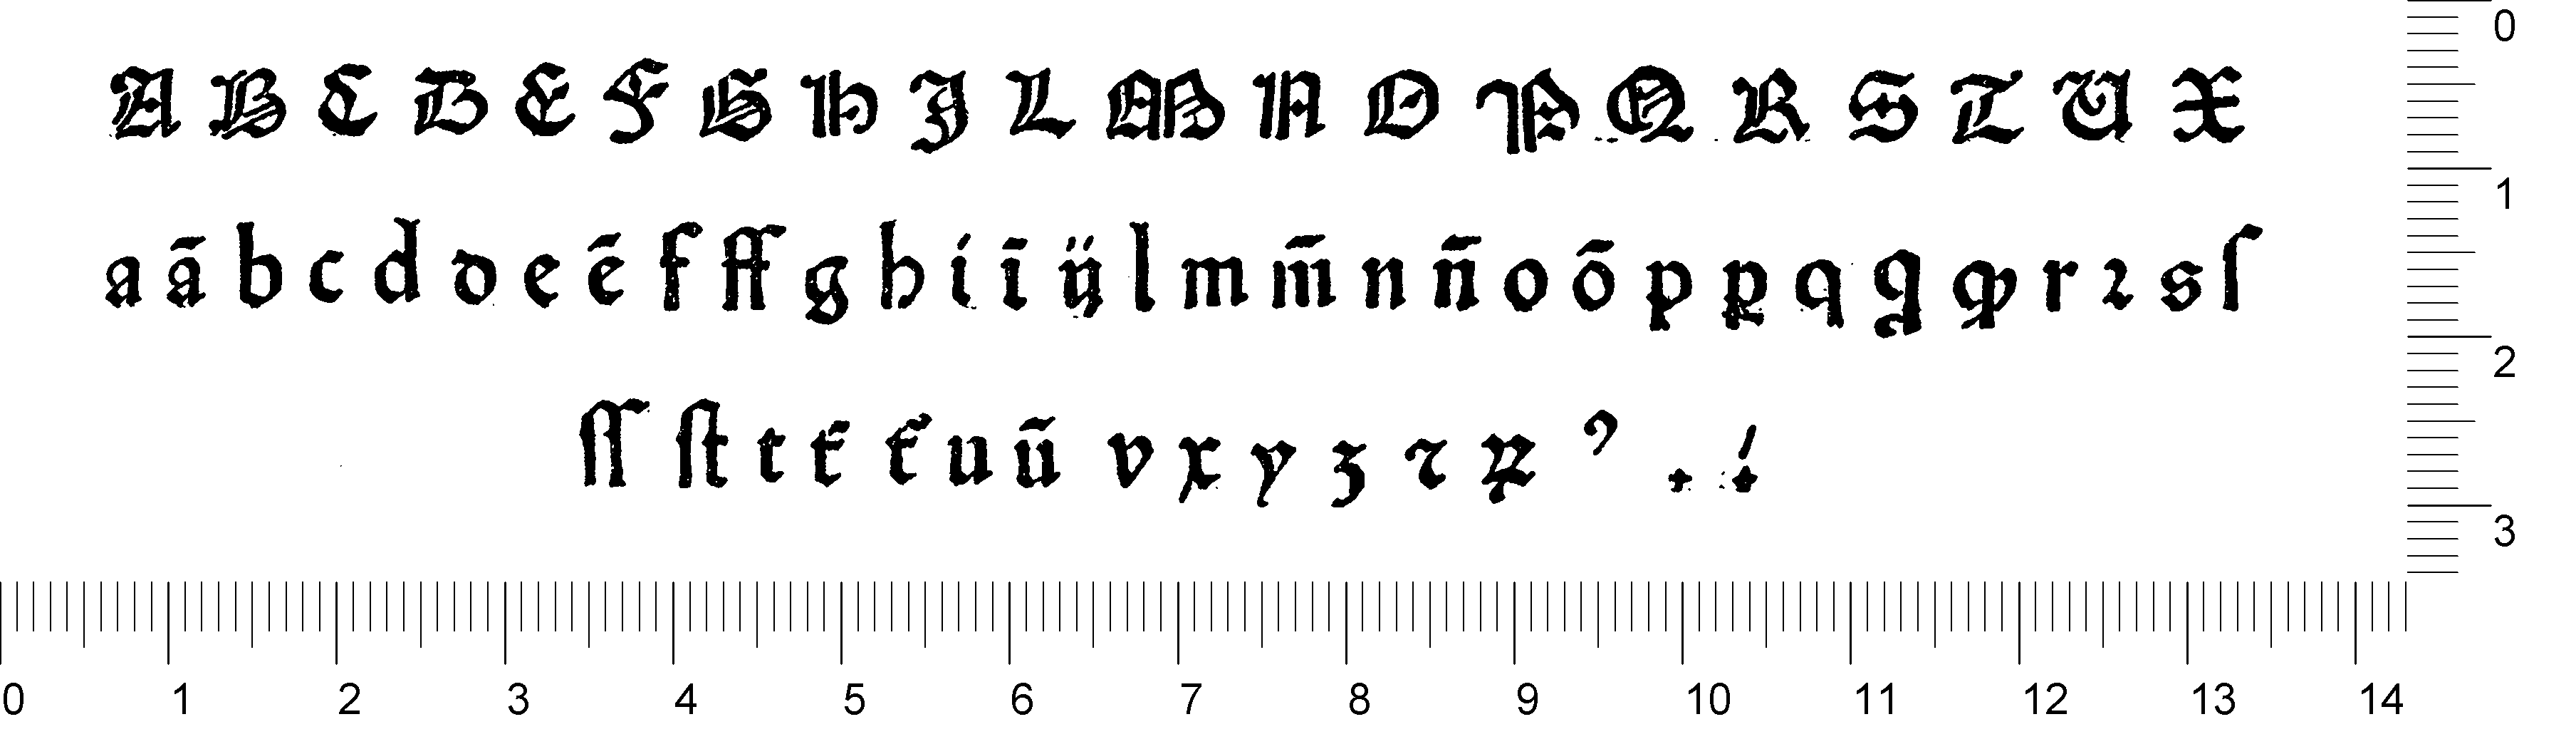 A B C D E F G H J L M N O P Q R S T U X
a ā b c d d e ē f ff g h i ī ÿ l m m̄ n n̄ o ō p ꝑ q ꝗ ꝙ r ꝛ s ſ
ſſ ſt t t̄ t̛ u ū v x y z ꝛ ꝝ ꝰ .
0
1
2
3
0 1 2 3 4 5 6 7 8 9 10 11 12 13 14